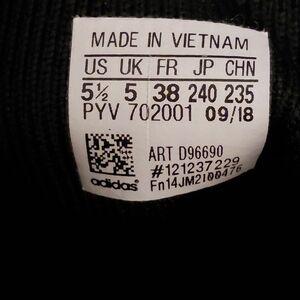 MADE IN VIETNAM
US UK FR JP CHN
5½ 5 38 240 235
PYV 702001 09/18
ART D96690
#121237229
Fn14JM2I00476
adidas